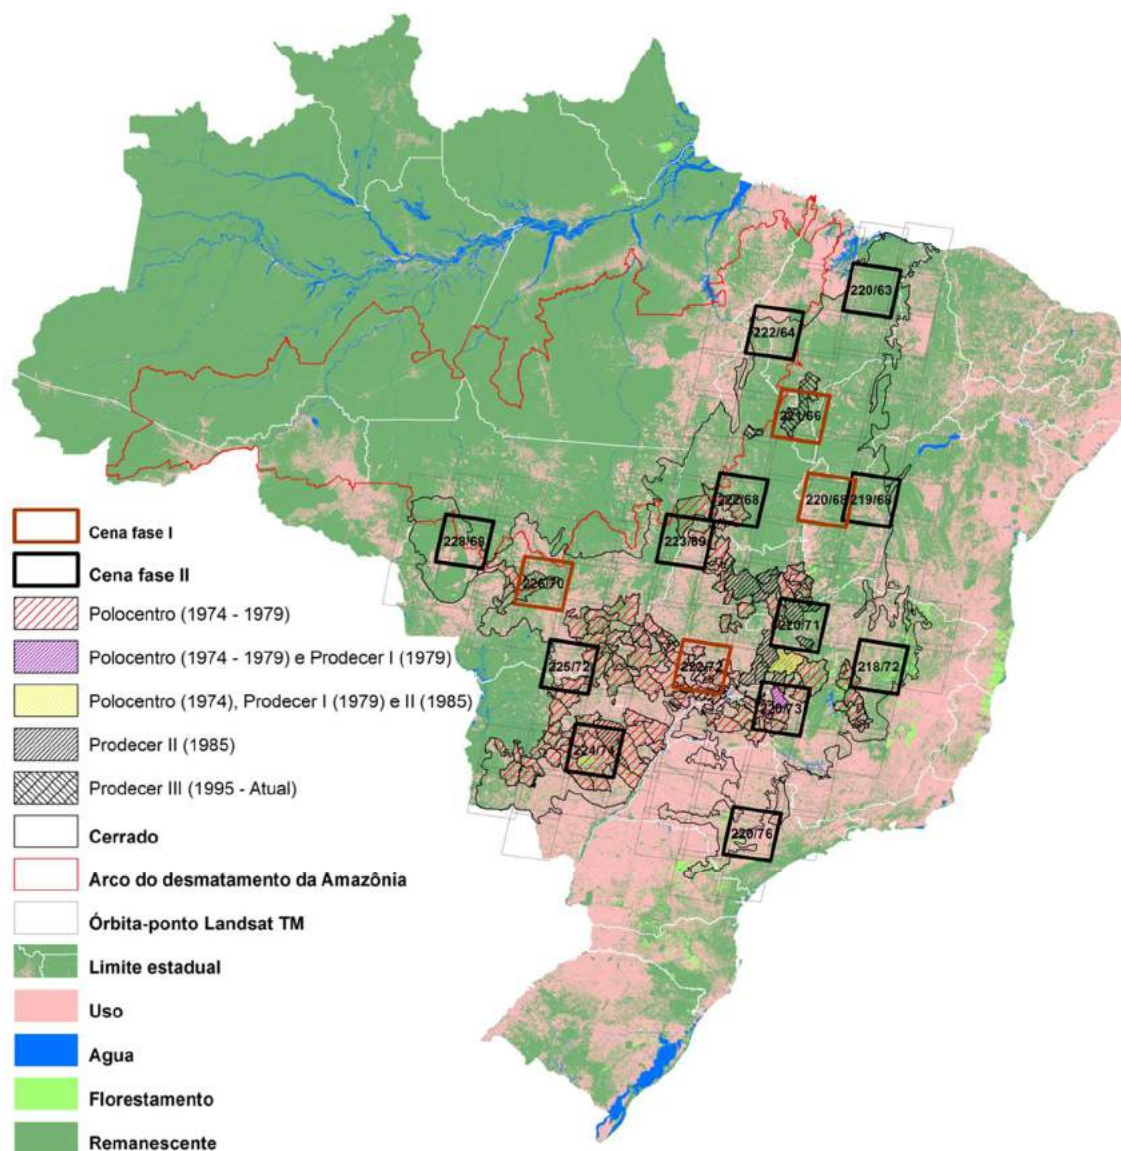 220/63
222/64
221/66
222/68
220/68
219/68
228/69
223/69
226/70
220/71
225/72
222/72
218/72
220/73
224/74
220/76
Cena fase I
Cena fase II
Polocentro (1974 - 1979)
Polocentro (1974 - 1979) e Prodecer I (1979)
Polocentro (1974), Prodecer I (1979) e II (1985)
Prodecer II (1985)
Prodecer III (1995 - Atual)
Cerrado
Arco do desmatamento da Amazônia
Órbita-ponto Landsat TM
Limite estadual
Uso
Agua
Florestamento
Remanescente